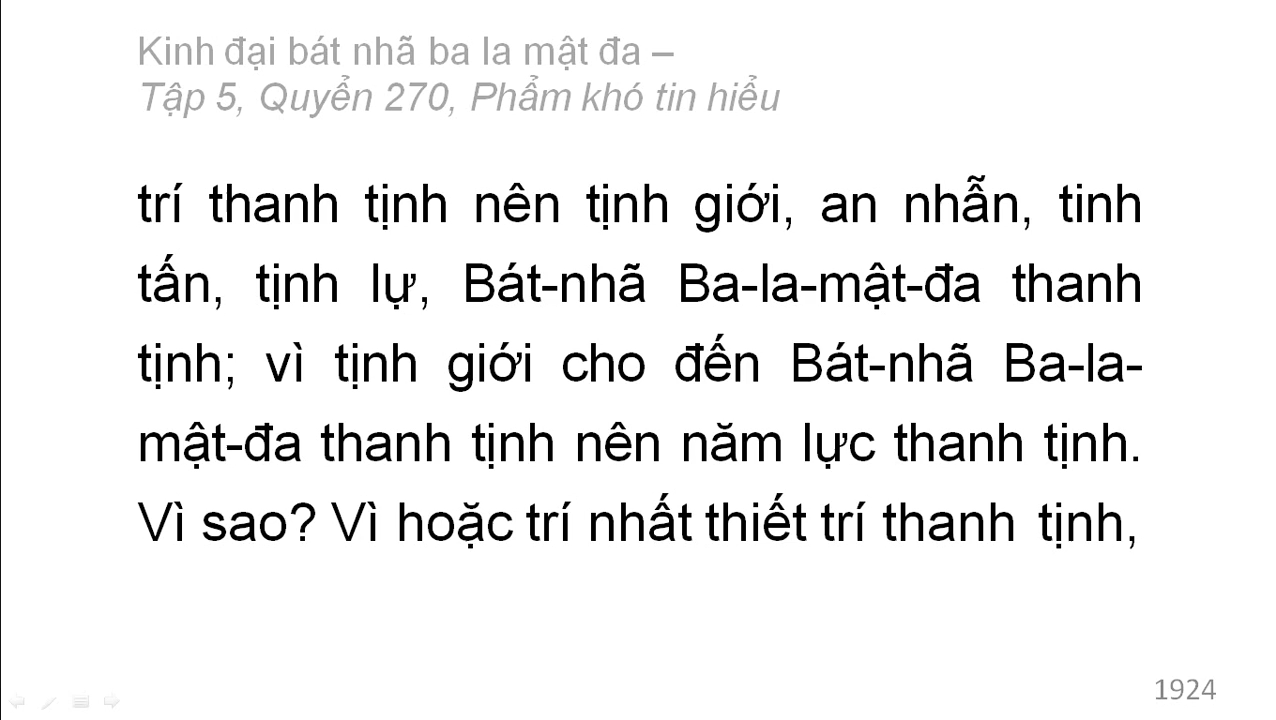 Kinh đại bát nhã ba la mật đa –
Tập 5, Quyển 270, Phẩm khó tin hiểu
trí thanh tịnh nên tịnh giới, an nhẫn, tinh
tấn, tịnh lự, Bát-nhã Ba-la-mật-đa thanh
tịnh; vì tịnh giới cho đến Bát-nhã Ba-la-
mật-đa thanh tịnh nên năm lực thanh tịnh.
Vì sao? Vì hoặc trí nhất thiết trí thanh tịnh,
1924